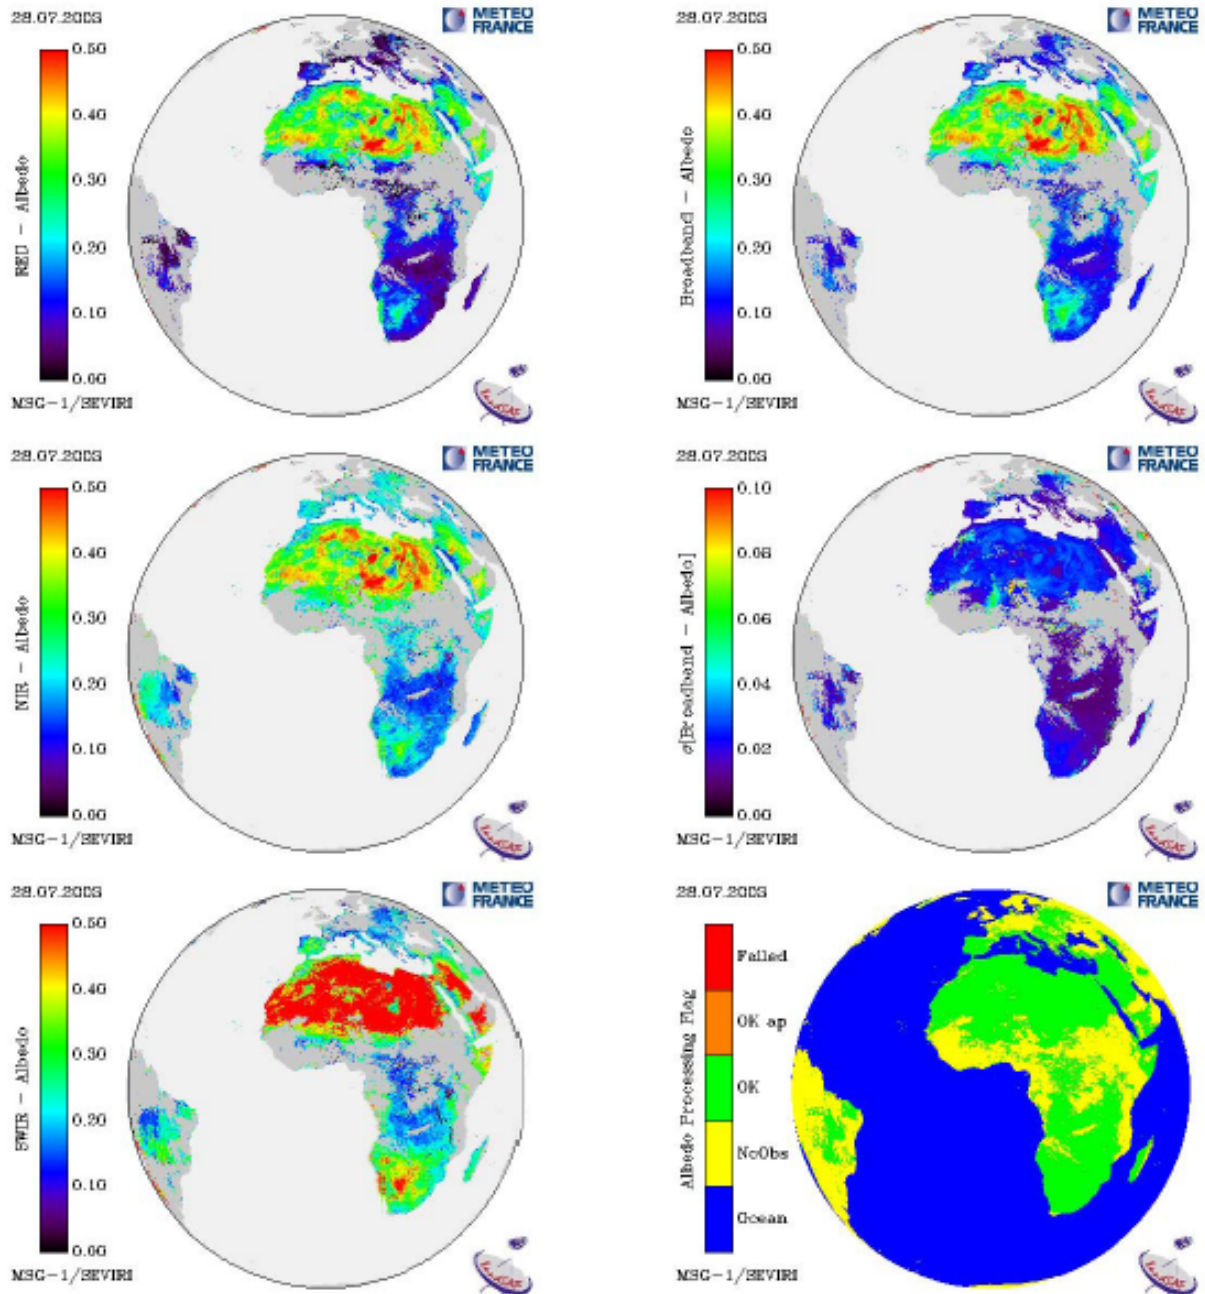 28.07.2003
METEO
FRANCE
0.50
0.40
0.30
0.20
0.10
0.00
RED - Albedo
MSG-1/SEVIRI
28.07.2003
METEO
FRANCE
0.50
0.40
0.30
0.20
0.10
0.00
Broadband - Albedo
MSG-1/SEVIRI
28.07.2003
METEO
FRANCE
0.50
0.40
0.30
0.20
0.10
0.00
NIR - Albedo
MSG-1/SEVIRI
28.07.2003
METEO
FRANCE
0.10
0.08
0.06
0.04
0.02
0.00
σ[Broadband - Albedo]
MSG-1/SEVIRI
28.07.2003
METEO
FRANCE
0.50
0.40
0.30
0.20
0.10
0.00
SWIR - Albedo
MSG-1/SEVIRI
28.07.2003
METEO
FRANCE
Failed
OK ap
OK
NoObs
Ocean
Albedo Processing Flag
MSG-1/SEVIRI